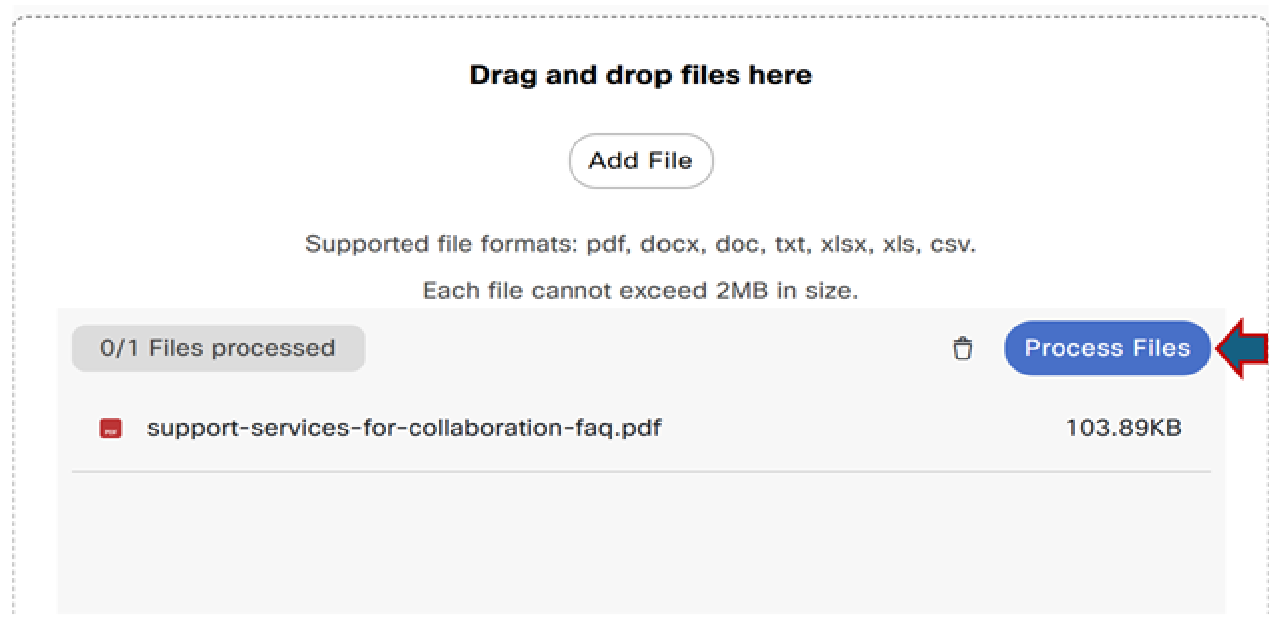 Drag and drop files here
Add File
Supported file formats: pdf, docx, doc, txt, xlsx, xls, csv.
Each file cannot exceed 2MB in size.
0/1 Files processed
Process Files
support-services-for-collaboration-faq.pdf
103.89KB